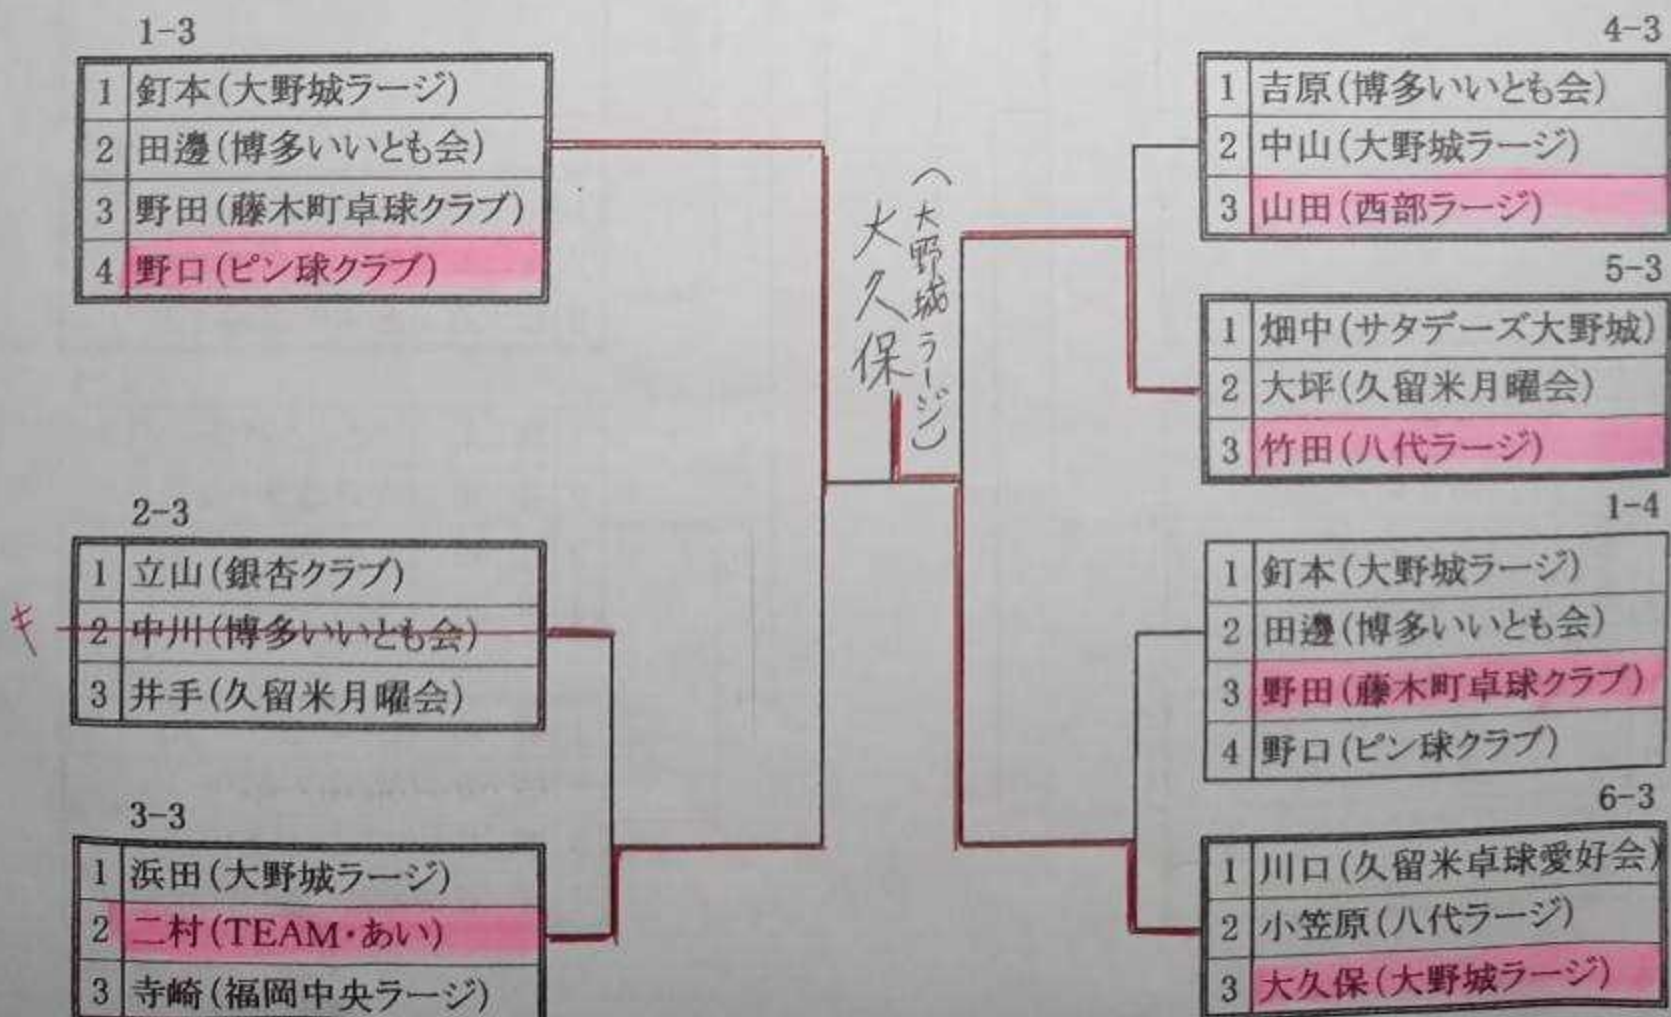 1-3
1 釘本(大野城ラージ)
2 田邊(博多いいとも会)
3 野田(藤木町卓球クラブ)
4 野口(ピン球クラブ)
2-3
1 立山(銀杏クラブ)
キ 2 中川(博多いいとも会)
3 井手(久留米月曜会)
3-3
1 浜田(大野城ラージ)
2 二村(TEAM・あい)
3 寺崎(福岡中央ラージ)
(大野城ラージ)
大久保
4-3
1 吉原(博多いいとも会)
2 中山(大野城ラージ)
3 山田(西部ラージ)
5-3
1 畑中(サタデーズ大野城)
2 大坪(久留米月曜会)
3 竹田(八代ラージ)
1-4
1 釘本(大野城ラージ)
2 田邊(博多いいとも会)
3 野田(藤木町卓球クラブ)
4 野口(ピン球クラブ)
6-3
1 川口(久留米卓球愛好会)
2 小笠原(八代ラージ)
3 大久保(大野城ラージ)